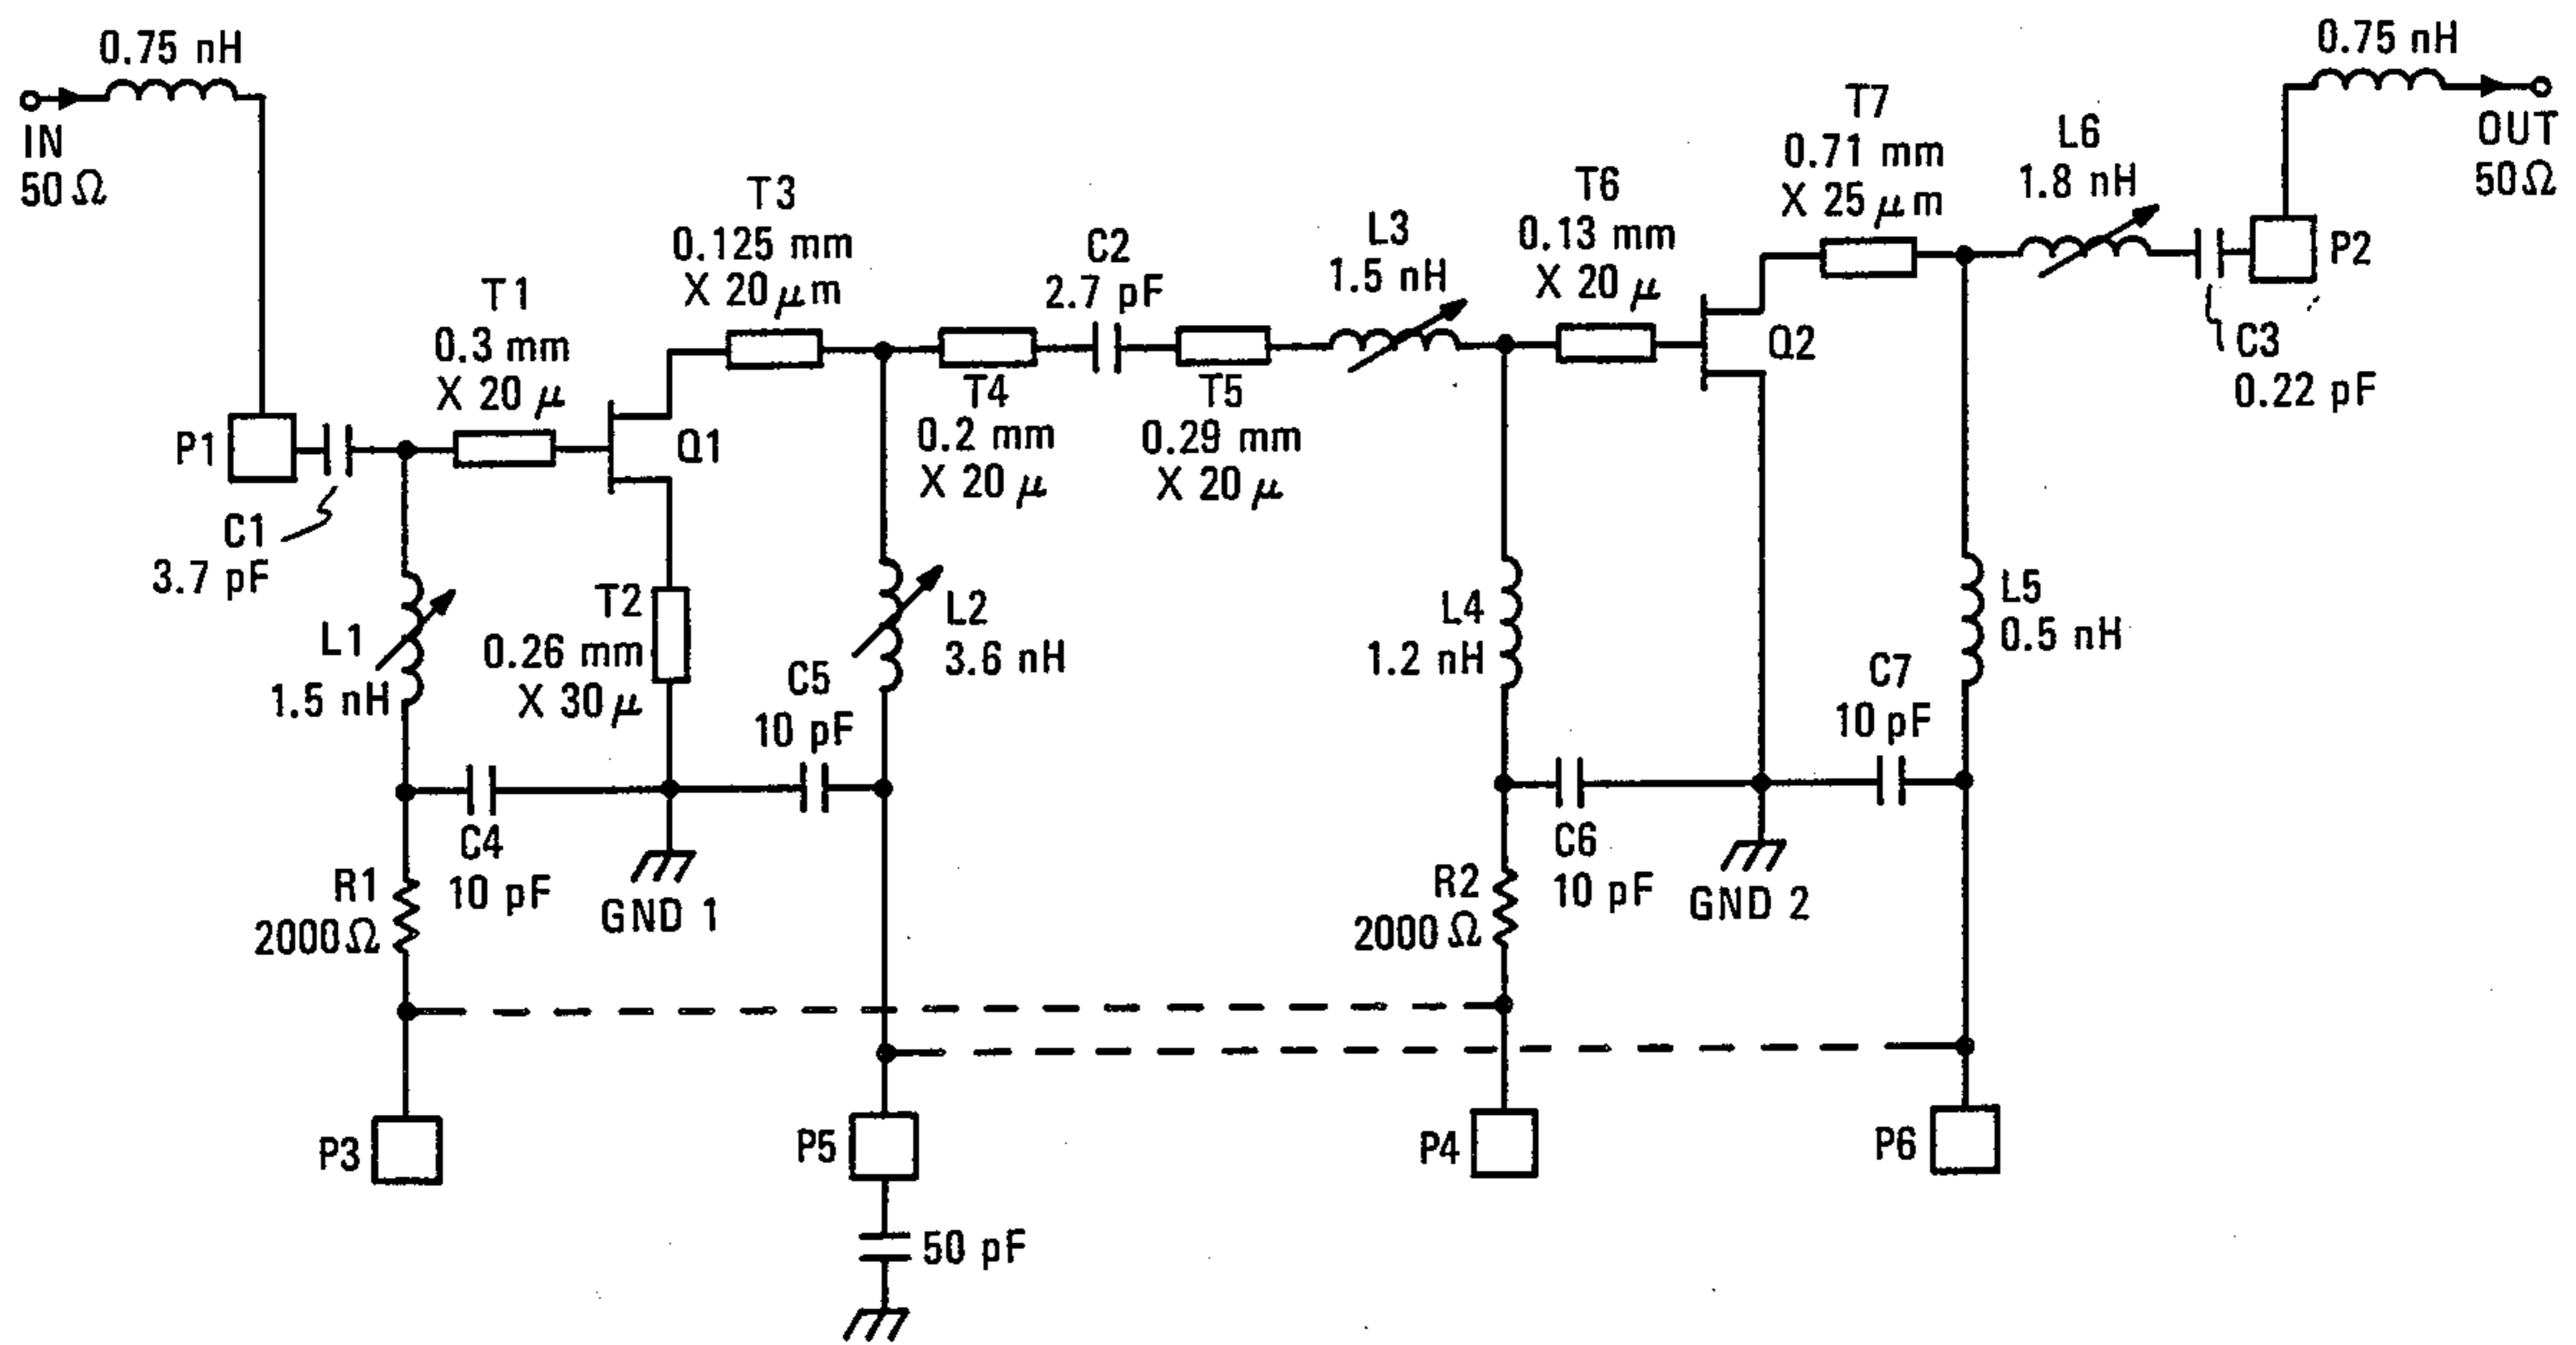 0.75 nH
IN
50Ω
P1
C1
3.7 pF
T1
0.3 mm
X 20 μ
Q1
L1
1.5 nH
T2
0.26 mm
X 30 μ
C4
10 pF
GND 1
R1
2000Ω
P3
T3
0.125 mm
X 20 μm
C5
10 pF
L2
3.6 nH
P5
50 pF
T4
0.2 mm
X 20 μ
C2
2.7 pF
T5
0.29 mm
X 20 μ
L3
1.5 nH
T6
0.13 mm
X 20 μ
Q2
L4
1.2 nH
C6
10 pF
GND 2
R2
2000 Ω
P4
T7
0.71 mm
X 25 μm
L5
0.5 nH
C7
10 pF
P6
L6
1.8 nH
C3
0.22 pF
P2
0.75 nH
OUT
50Ω